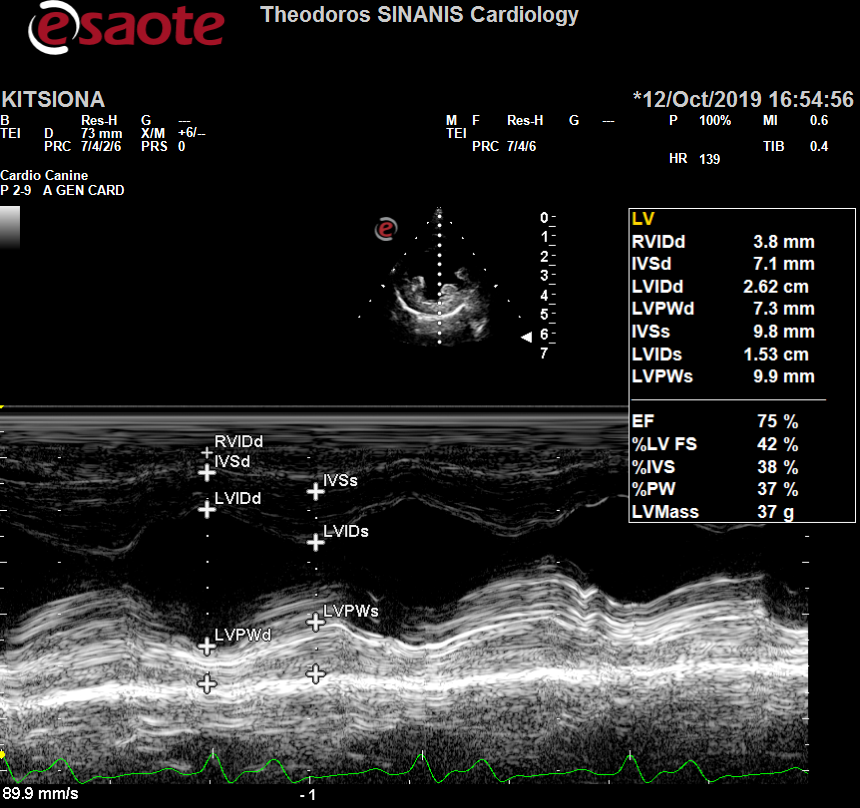 esaote
Theodoros SINANIS Cardiology
KITSIONA
*12/Oct/2019 16:54:56
B Res-H G ---
TEI D 73 mm X/M +6/--
PRC 7/4/2/6 PRS 0
M F Res-H G ---
TEI
PRC 7/4/6
P 100% MI 0.6
TIB 0.4
HR 139
Cardio Canine
P 2-9 A GEN CARD
e
0
1
2
3
4
5
6
7
LV
RVIDd 3.8 mm
IVSd 7.1 mm
LVIDd 2.62 cm
LVPWd 7.3 mm
IVSs 9.8 mm
LVIDs 1.53 cm
LVPWs 9.9 mm
EF 75 %
%LV FS 42 %
%IVS 38 %
%PW 37 %
LVMass 37 g
RVIDd
IVSd
IVSs
LVIDd
LVIDs
LVPWs
LVPWd
89.9 mm/s
-1